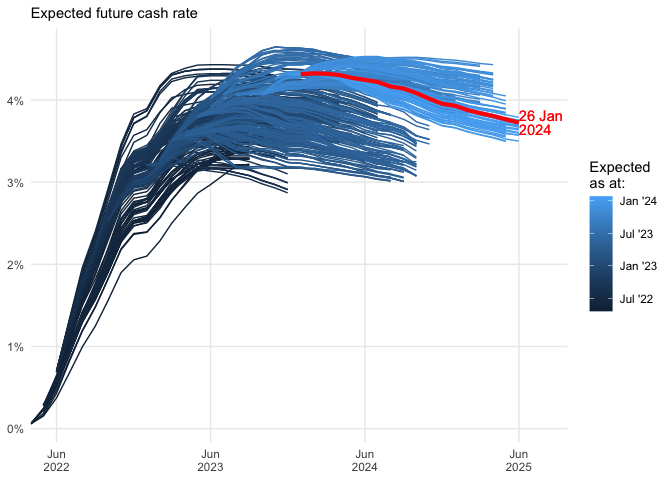 Expected future cash rate
4%
3%
2%
1%
0%
26 Jan
2024
Jun
2022
Jun
2023
Jun
2024
Jun
2025
Expected
as at:
Jan '24
Jul '23
Jan '23
Jul '22